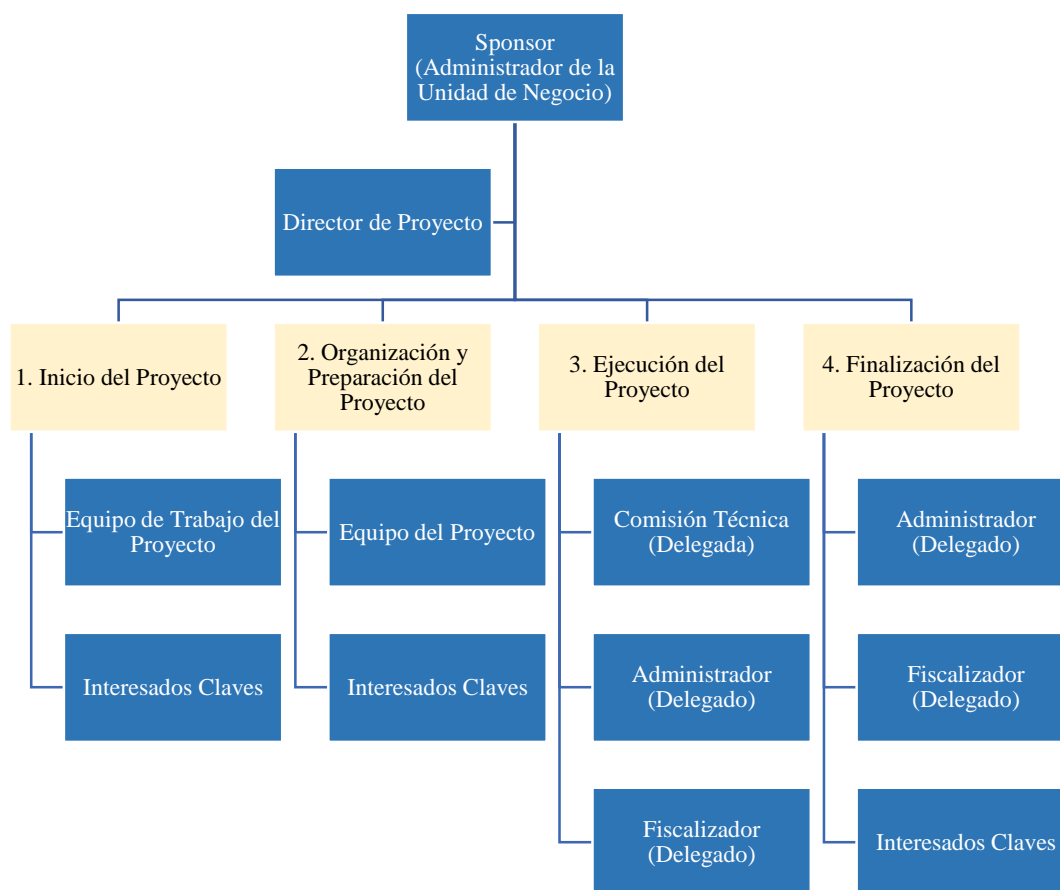 Sponsor
(Administrador de la
Unidad de Negocio)
Director de Proyecto
1. Inicio del Proyecto
2. Organización y
Preparación del
Proyecto
3. Ejecución del
Proyecto
4. Finalización del
Proyecto
Equipo de Trabajo del
Proyecto
Equipo del Proyecto
Comisión Técnica
(Delegada)
Administrador
(Delegado)
Interesados Claves
Interesados Claves
Administrador
(Delegado)
Fiscalizador
(Delegado)
Fiscalizador
(Delegado)
Interesados Claves